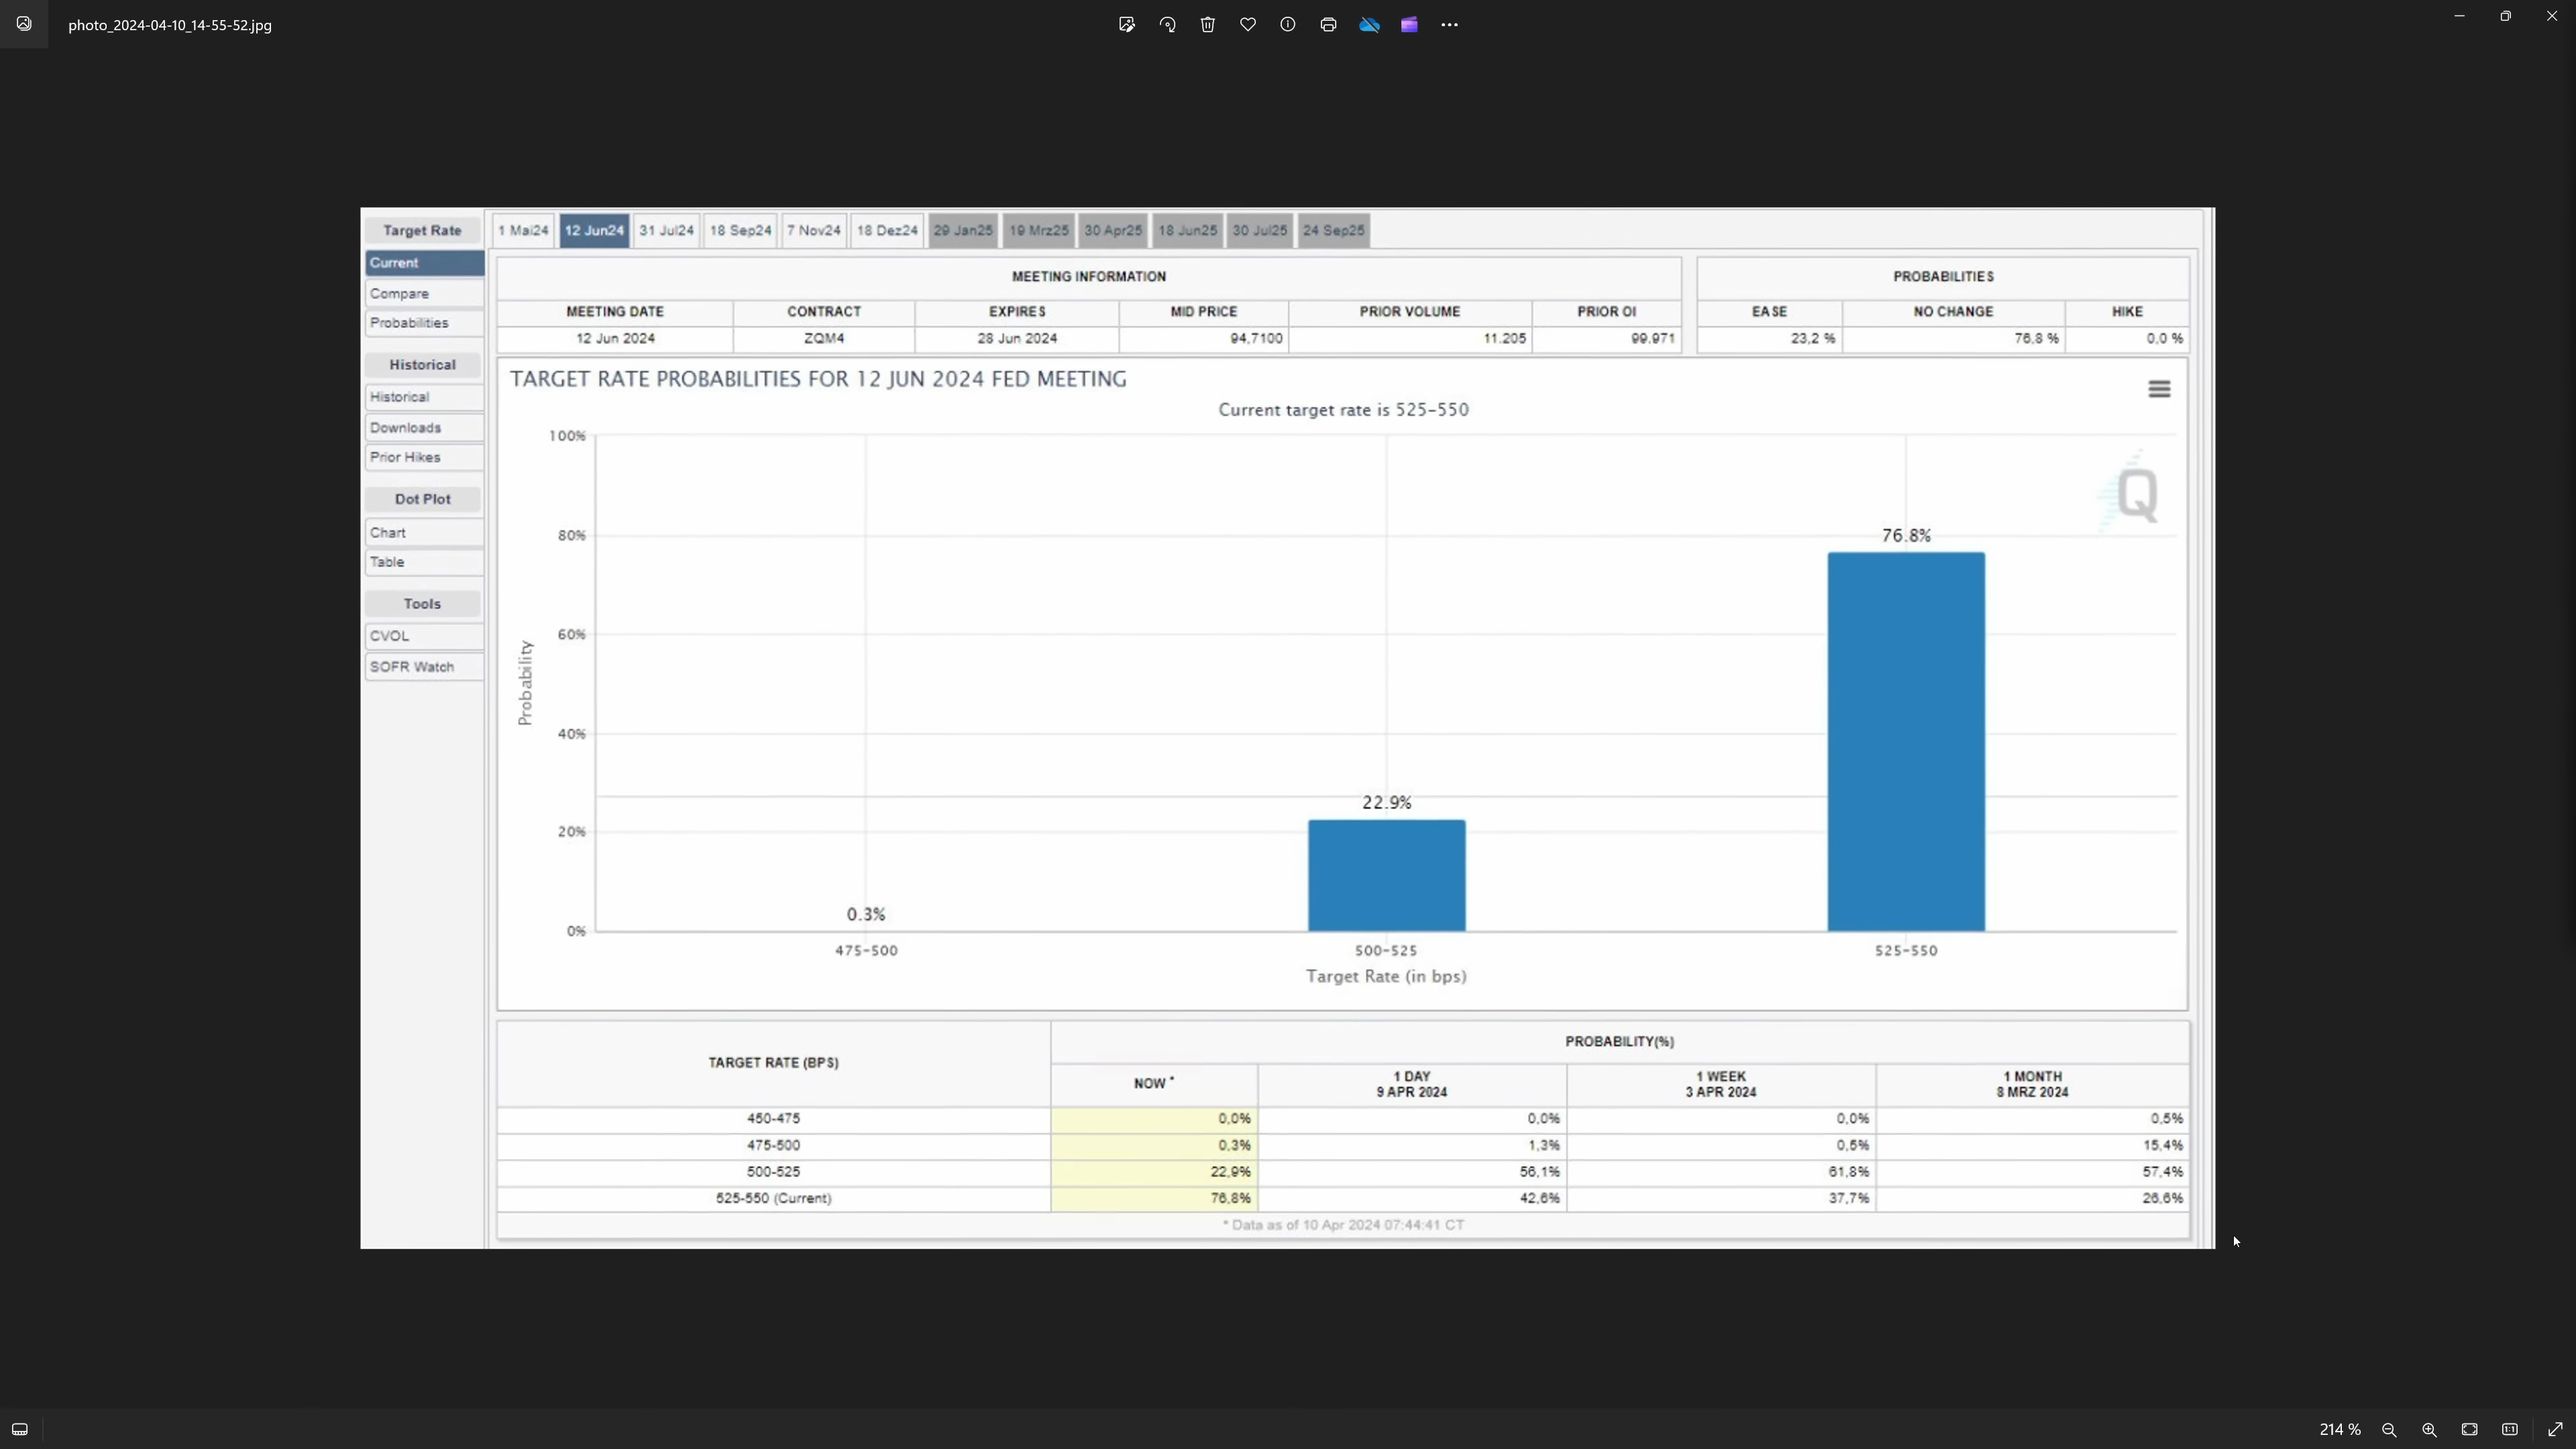 photo_2024-04-10_14-55-52.jpg
Target Rate
Current
Compare
Probabilities
Historical
Historical
Downloads
Prior Hikes
Dot Plot
Chart
Table
Tools
CVOL
SOFR Watch
1 Mai24 12 Jun24 31 Jul24 18 Sep24 7 Nov24 18 Dez24 29 Jan25 19 Mrz25 30 Apr25 18 Jun25 30 Jul25 24 Sep25
MEETING INFORMATION
MEETING DATE CONTRACT EXPIRES MID PRICE PRIOR VOLUME PRIOR OI
12 Jun 2024 ZQM4 28 Jun 2024 94,7100 11.205 99.971
PROBABILITIES
EASE NO CHANGE HIKE
23,2 % 76,8 % 0,0 %
TARGET RATE PROBABILITIES FOR 12 JUN 2024 FED MEETING
Current target rate is 525-550
Q
Probability
100%
80%
60%
40%
20%
0%
0.3%
22.9%
76.8%
475-500 500-525 525-550
Target Rate (in bps)
TARGET RATE (BPS) PROBABILITY(%)
NOW * 1 DAY 1 WEEK 1 MONTH
9 APR 2024 3 APR 2024 8 MRZ 2024
450-475 0,0% 0,0% 0,0% 0,5%
475-500 0,3% 1,3% 0,5% 15,4%
500-525 22,9% 56,1% 61,8% 57,4%
525-550 (Current) 76,8% 42,6% 37,7% 26,6%
* Data as of 10 Apr 2024 07:44:41 CT
214 %
1:1